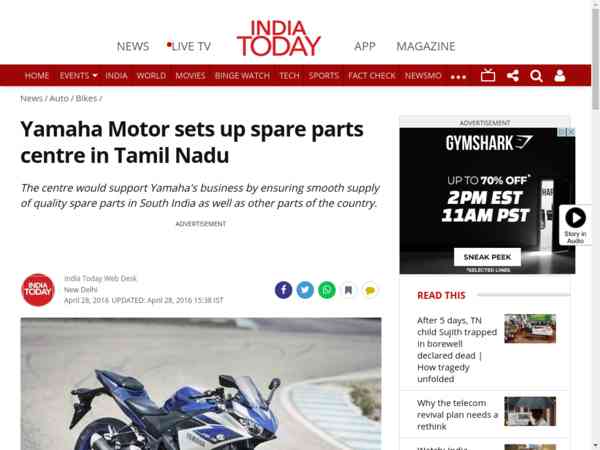 INDIA
TODAY
NEWS
LIVE TV
APP
MAGAZINE
HOME EVENTS INDIA WORLD MOVIES BINGE WATCH TECH SPORTS FACT CHECK NEWSMO
News / Auto / Bikes /
Yamaha Motor sets up spare parts
centre in Tamil Nadu
The centre would support Yamaha's business by ensuring smooth supply
of quality spare parts in South India as well as other parts of the country.
ADVERTISEMENT
INDIA
TODAY
India Today Web Desk
New Delhi
April 28, 2016 UPDATED: April 28, 2016 15:38 IST
YAMAHA
ADVERTISEMENT
GYMSHARK
UP TO 70% OFF*
2PM EST
11AM PST
SNEAK PEEK
*SELECTED LINES
Story in
Audio
READ THIS
After 5 days, TN
child Sujith trapped
in borewell
declared dead |
How tragedy
unfolded
Why the telecom
revival plan needs a
rethink